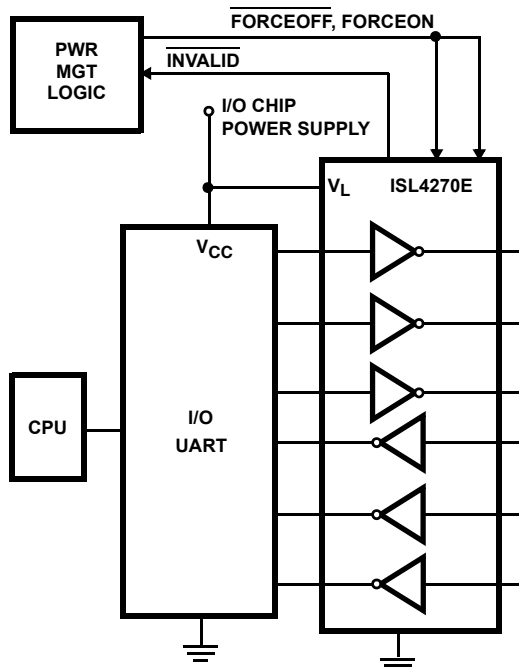 FORCEOFF, FORCEON
PWR
MGT
LOGIC
INVALID
I/O CHIP
POWER SUPPLY
VL
ISL4270E
VCC
CPU
I/O
UART